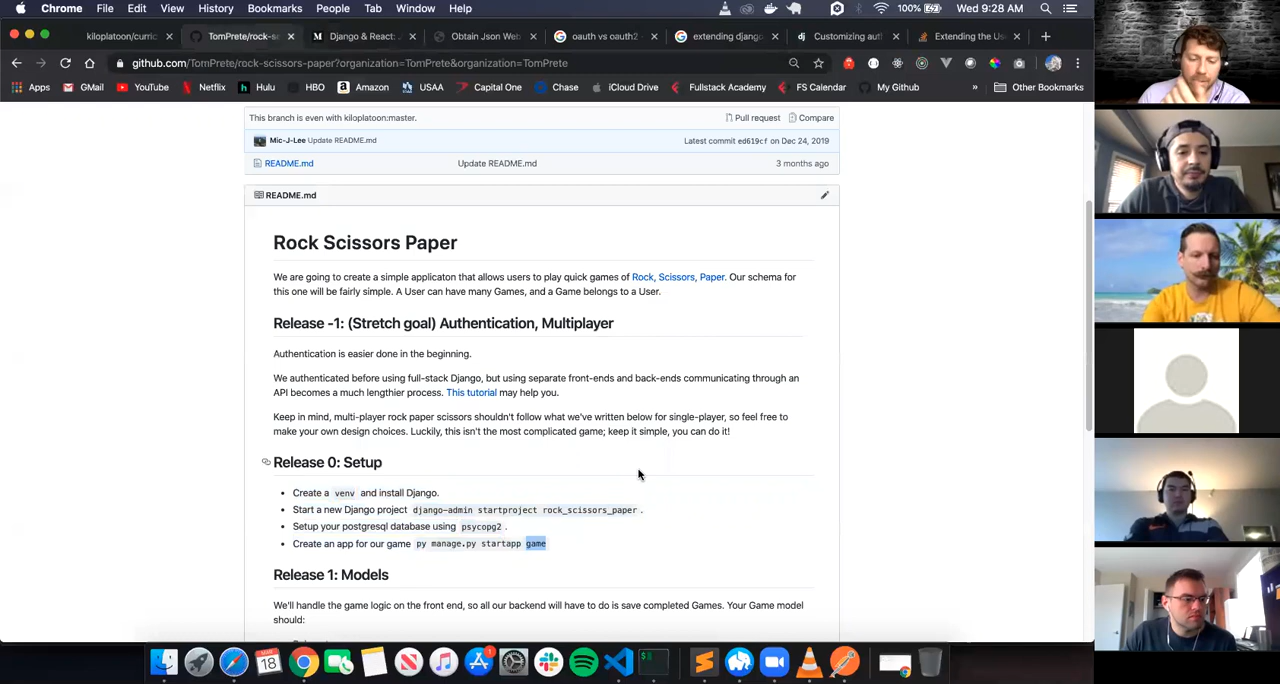 Chrome File Edit View History Bookmarks People Tab Window Help 100% Wed 9:28 AM
kiloplatoon/curric TomPrete/rock-s Django & React: Obtain Json Web oauth vs oauth2 extending django Customizing aut Extending the Us
github.com/TomPrete/rock-scissors-paper?organization=TomPrete&organization=TomPrete
Apps GMail YouTube Netflix Hulu HBO Amazon USAA Capital One Chase iCloud Drive Fullstack Academy FS Calendar My Github » Other Bookmarks
This branch is even with kiloplatoon:master. Pull request Compare
Mic-J-Lee Update README.md Latest commit ed619cf on Dec 24, 2019
README.md Update README.md 3 months ago
README.md
Rock Scissors Paper
We are going to create a simple applicaton that allows users to play quick games of Rock, Scissors, Paper. Our schema for
this one will be fairly simple. A User can have many Games, and a Game belongs to a User.
Release -1: (Stretch goal) Authentication, Multiplayer
Authentication is easier done in the beginning.
We authenticated before using full-stack Django, but using separate front-ends and back-ends communicating through an
API becomes a much lengthier process. This tutorial may help you.
Keep in mind, multi-player rock paper scissors shouldn't follow what we've written below for single-player, so feel free to
make your own design choices. Luckily, this isn't the most complicated game; keep it simple, you can do it!
Release 0: Setup
Create a venv and install Django.
Start a new Django project django-admin startproject rock_scissors_paper .
Setup your postgresql database using psycopg2 .
Create an app for our game py manage.py startapp game
Release 1: Models
We'll handle the game logic on the front end, so all our backend will have to do is save completed Games. Your Game model
should:
MAR
18